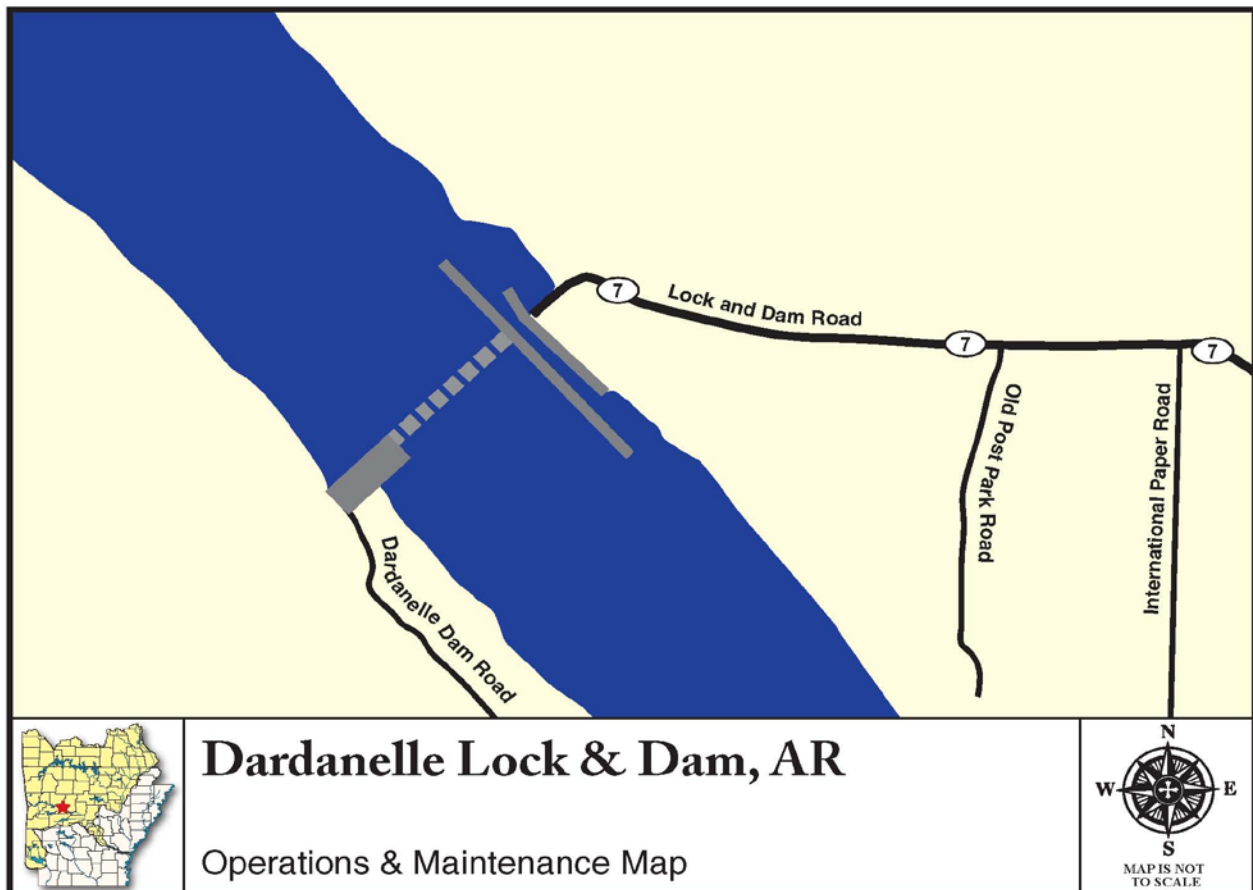 7
Lock and Dam Road
7
7
Old Post Park Road
International Paper Road
Dardanelle Dam Road
Dardanelle Lock & Dam, AR
Operations & Maintenance Map
N
W
E
S
MAP IS NOT
TO SCALE